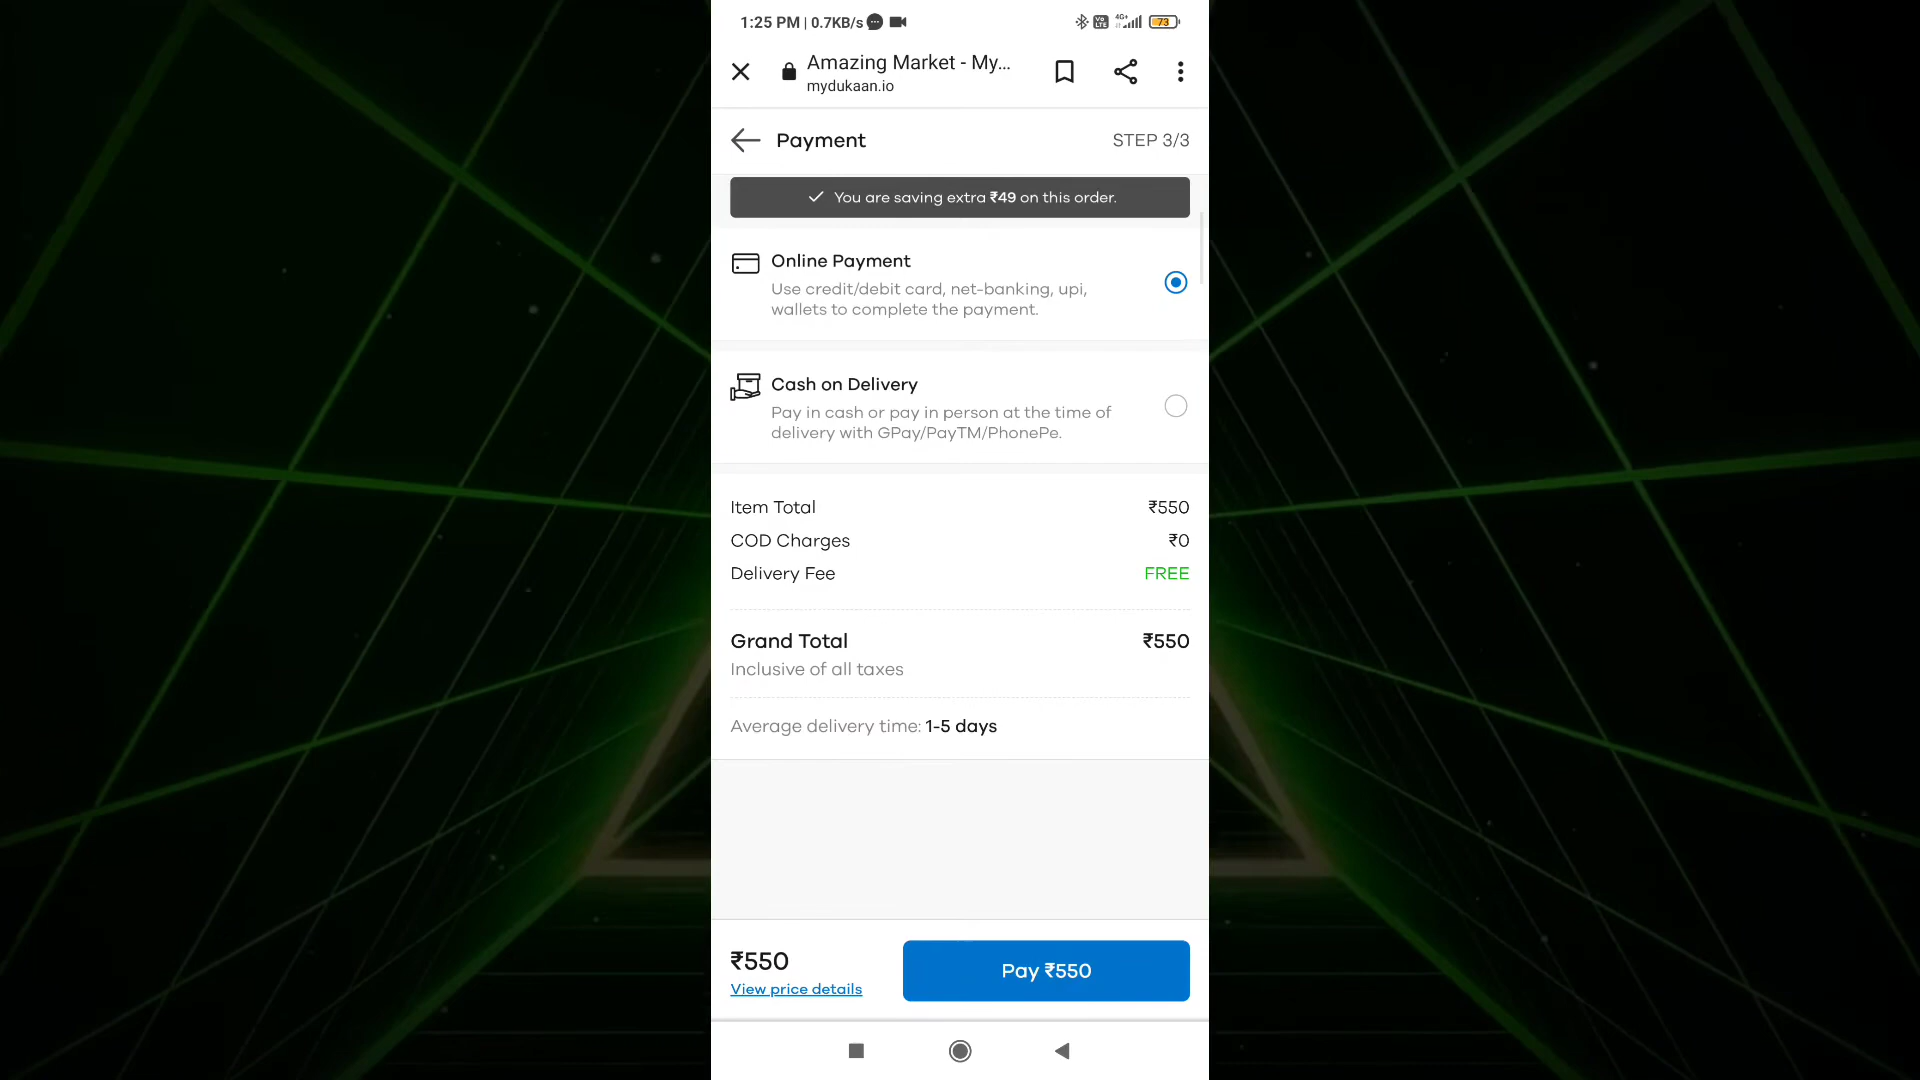 1:25 PM | 0.7KB/s
Vo LTE 4G+ 73
Amazing Market - My...
mydukaan.io
Payment STEP 3/3
You are saving extra ₹49 on this order.
Online Payment
Use credit/debit card, net-banking, upi,
wallets to complete the payment.
Cash on Delivery
Pay in cash or pay in person at the time of
delivery with GPay/PayTM/PhonePe.
Item Total ₹550
COD Charges ₹0
Delivery Fee FREE
Grand Total ₹550
Inclusive of all taxes
Average delivery time: 1-5 days
₹550
View price details
Pay ₹550